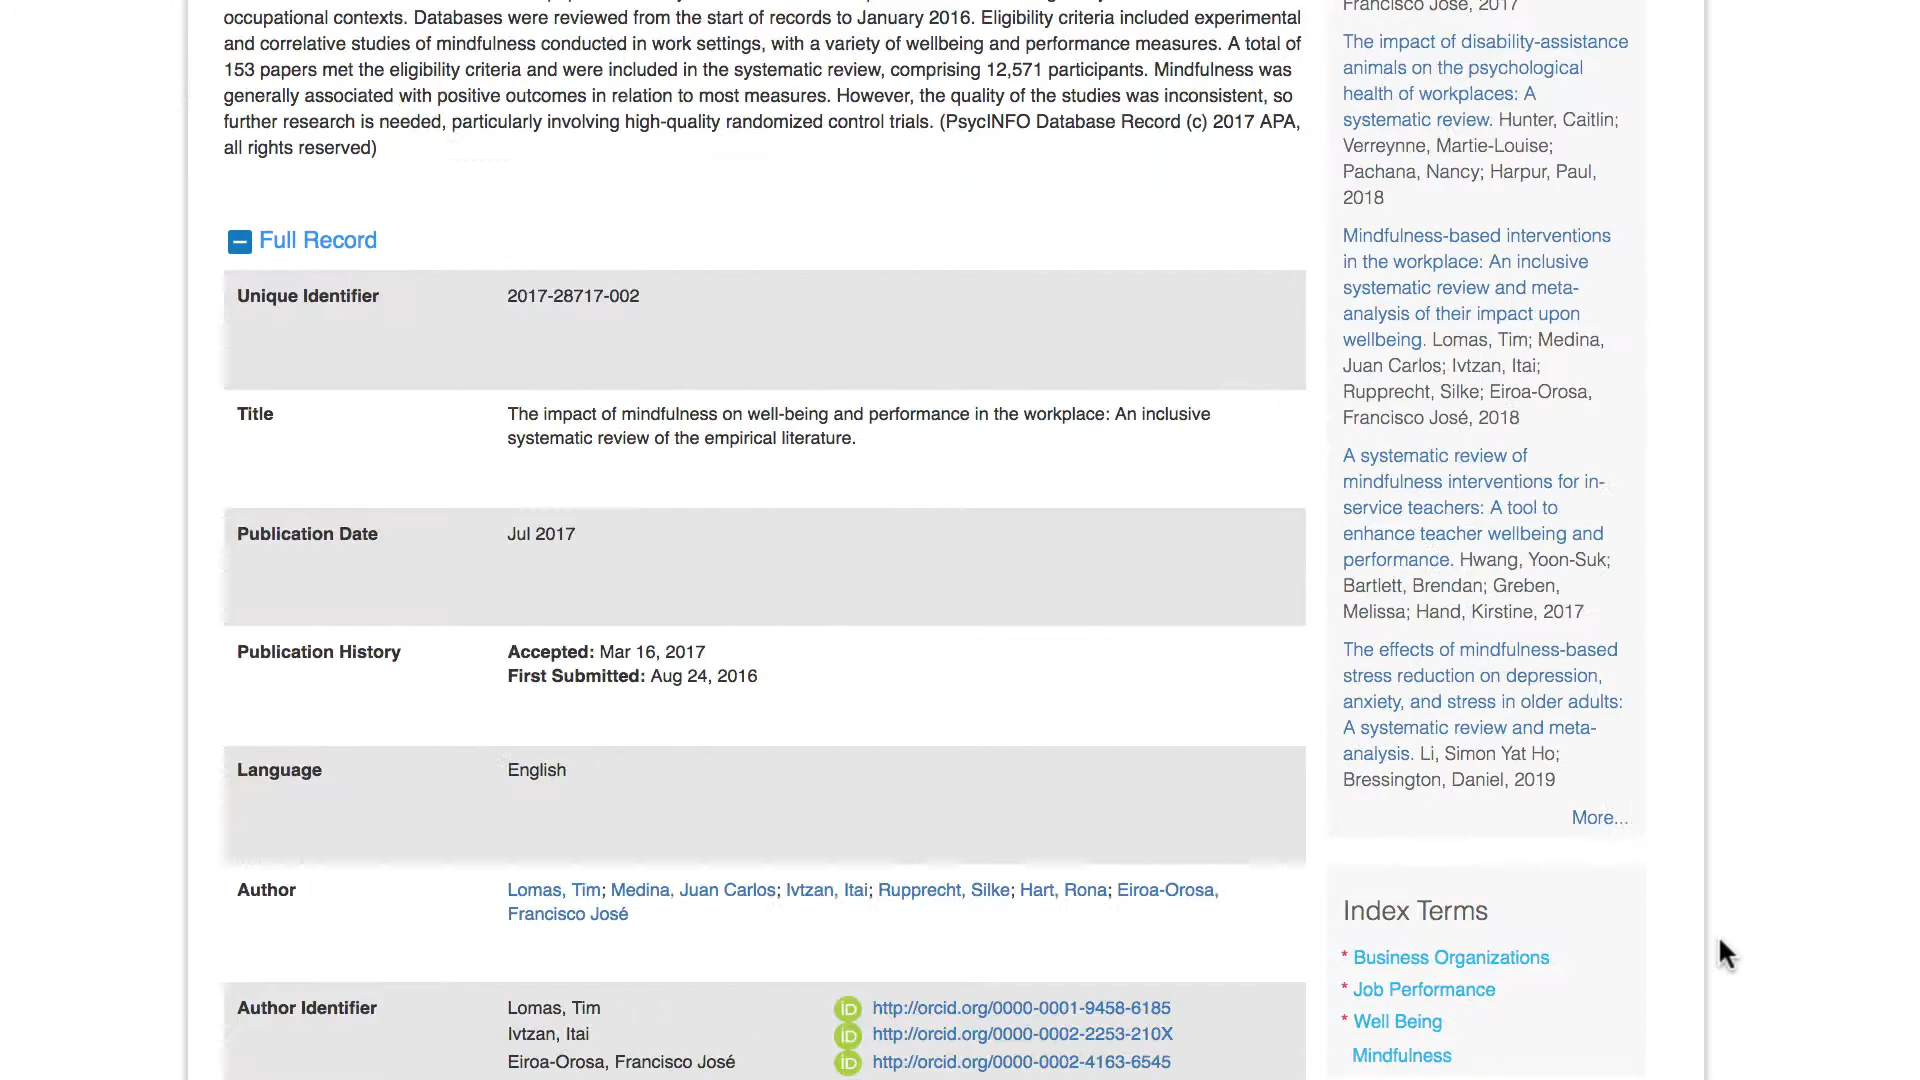 occupational contexts. Databases were reviewed from the start of records to January 2016. Eligibility criteria included experimental
and correlative studies of mindfulness conducted in work settings, with a variety of wellbeing and performance measures. A total of
153 papers met the eligibility criteria and were included in the systematic review, comprising 12,571 participants. Mindfulness was
generally associated with positive outcomes in relation to most measures. However, the quality of the studies was inconsistent, so
further research is needed, particularly involving high-quality randomized control trials. (PsycINFO Database Record (c) 2017 APA,
all rights reserved)
Full Record
Unique Identifier 2017-28717-002
Title The impact of mindfulness on well-being and performance in the workplace: An inclusive
systematic review of the empirical literature.
Publication Date Jul 2017
Publication History Accepted: Mar 16, 2017
First Submitted: Aug 24, 2016
Language English
Author Lomas, Tim; Medina, Juan Carlos; Ivtzan, Itai; Rupprecht, Silke; Hart, Rona; Eiroa-Orosa,
Francisco José
Author Identifier Lomas, Tim iD http://orcid.org/0000-0001-9458-6185
Ivtzan, Itai iD http://orcid.org/0000-0002-2253-210X
Eiroa-Orosa, Francisco José iD http://orcid.org/0000-0002-4163-6545
Francisco José, 2017
The impact of disability-assistance
animals on the psychological
health of workplaces: A
systematic review. Hunter, Caitlin;
Verreynne, Martie-Louise;
Pachana, Nancy; Harpur, Paul,
2018
Mindfulness-based interventions
in the workplace: An inclusive
systematic review and meta-
analysis of their impact upon
wellbeing. Lomas, Tim; Medina,
Juan Carlos; Ivtzan, Itai;
Rupprecht, Silke; Eiroa-Orosa,
Francisco José, 2018
A systematic review of
mindfulness interventions for in-
service teachers: A tool to
enhance teacher wellbeing and
performance. Hwang, Yoon-Suk;
Bartlett, Brendan; Greben,
Melissa; Hand, Kirstine, 2017
The effects of mindfulness-based
stress reduction on depression,
anxiety, and stress in older adults:
A systematic review and meta-
analysis. Li, Simon Yat Ho;
Bressington, Daniel, 2019
More...
Index Terms
* Business Organizations
* Job Performance
* Well Being
Mindfulness